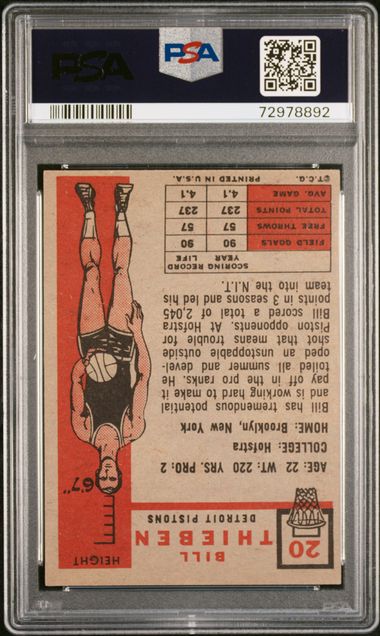 PSA
PSA
72978892
20
BILL
THIEBEN
DETROIT PISTONS
HEIGHT
6'7"
AGE: 22 WT: 220 YRS. PRO: 2
COLLEGE: Hofstra
HOME: Brooklyn, New York
Bill has tremendous potential
and is working hard to make it
pay off in the pro ranks. He
toiled all summer and devel-
oped an unstoppable outside
shot that means trouble for
Piston opponents. At Hofstra
Bill scored a total of 2,045
points in 3 seasons and led his
team into the N.I.T.
SCORING RECORD
YEAR LIFE
FIELD GOALS 90 90
FREE THROWS 57 57
TOTAL POINTS 237 237
AVG. GAME 4.1 4.1
©T.C.G. PRINTED IN U.S.A.
PSA